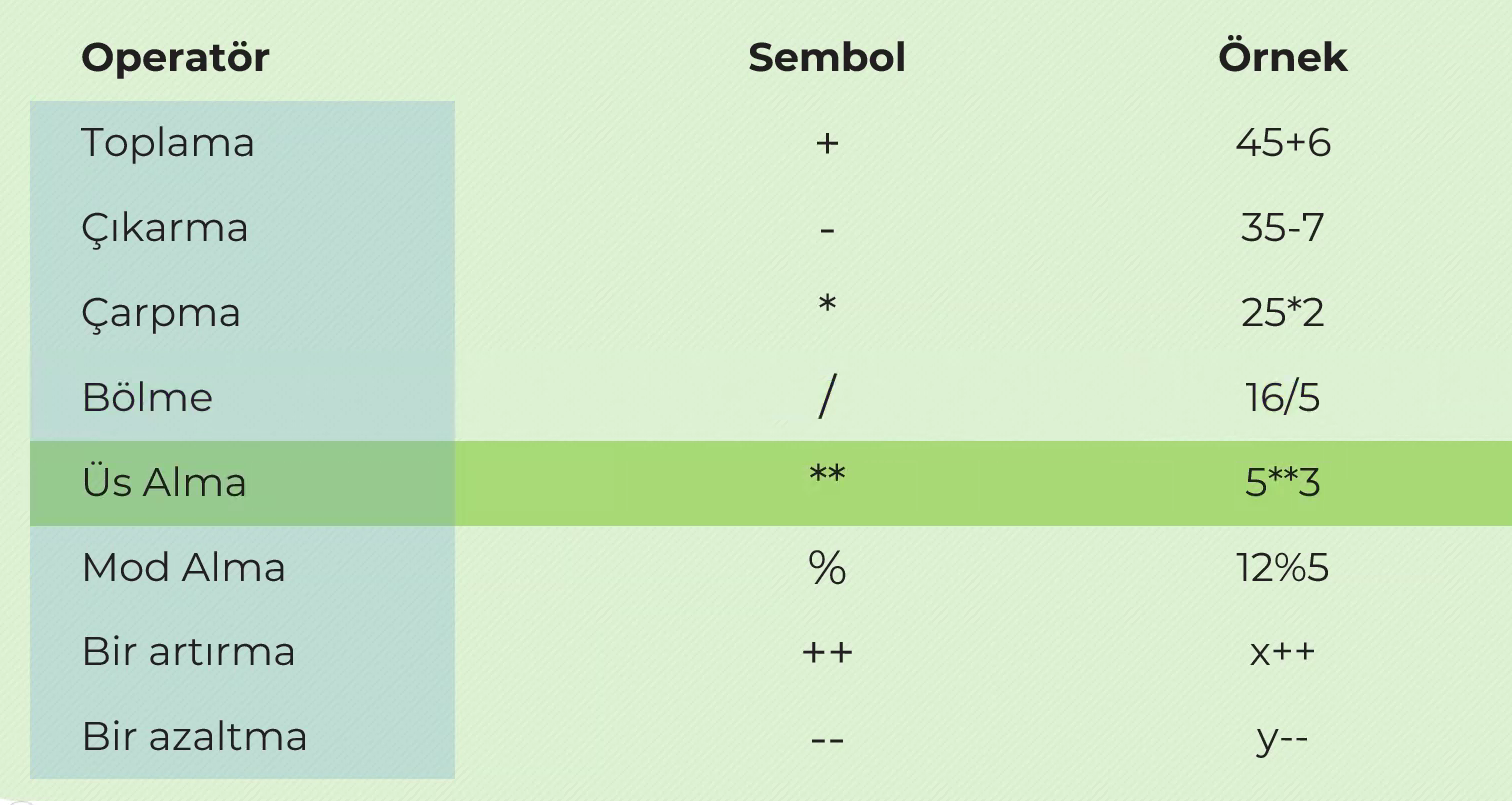 Operatör Sembol Örnek
Toplama + 45+6
Çıkarma - 35-7
Çarpma * 25*2
Bölme / 16/5
Üs Alma ** 5**3
Mod Alma % 12%5
Bir artırma ++ x++
Bir azaltma -- y--